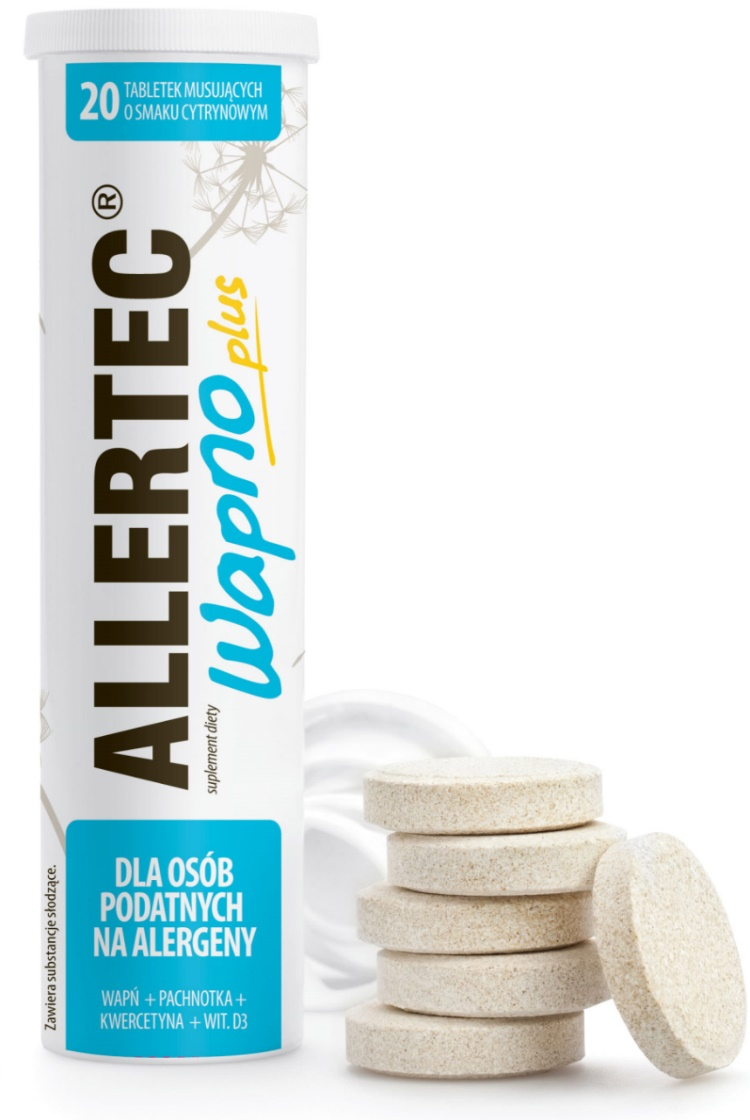 20 TABLETEK MUSUJĄCYCH
O SMAKU CYTRYNOWYM
ALLERTEC®
Wapno plus
suplement diety
DLA OSÓB
PODATNYCH
NA ALERGENY
WAPŃ + PACHNOTKA +
KWERCETYNA + WIT. D3
Zawiera substancje słodzące.